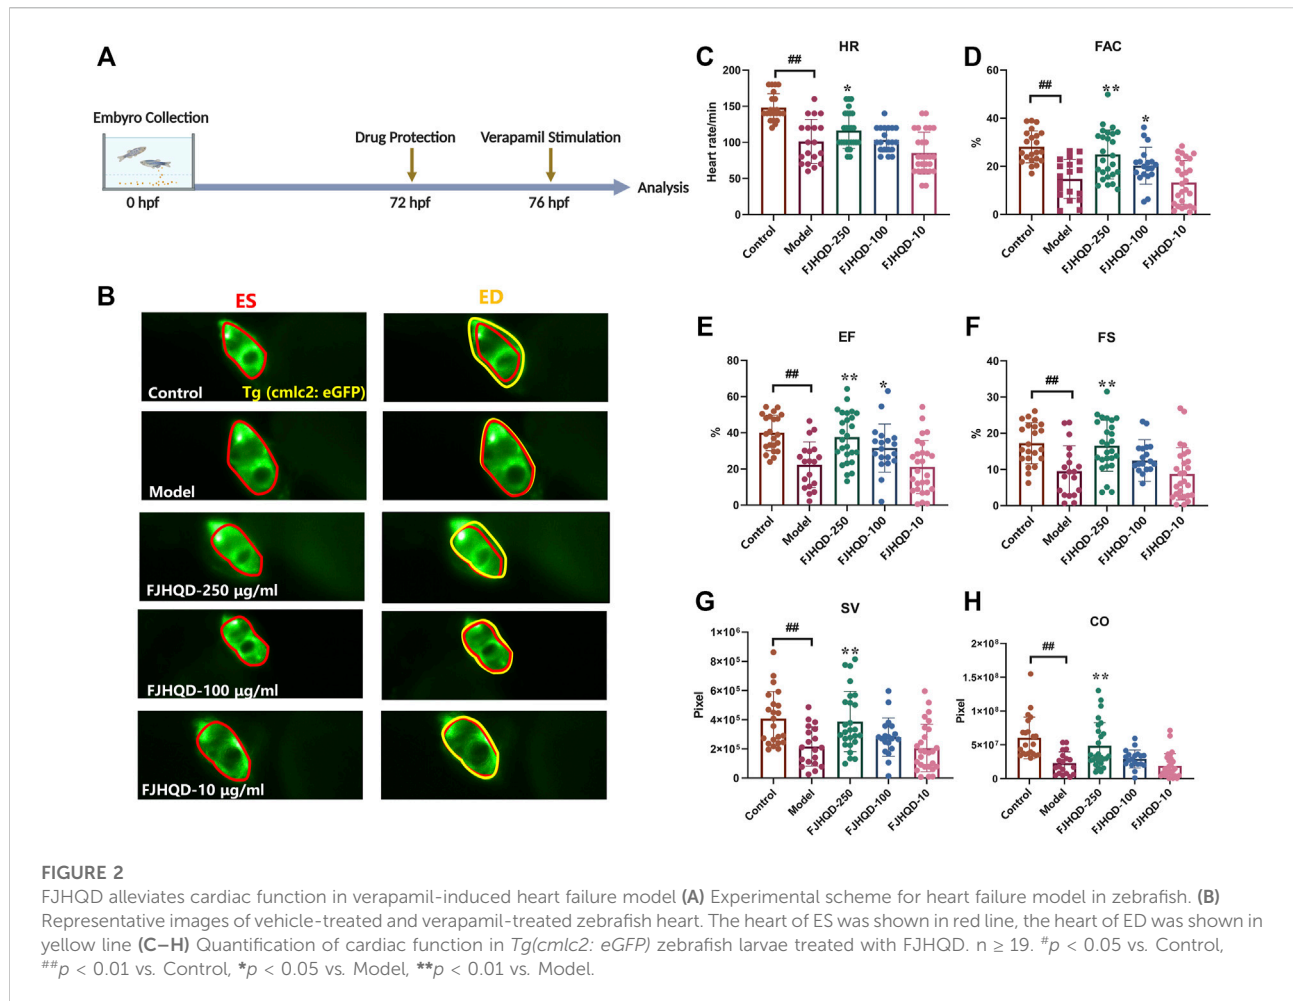 A
Embyro Collection
Drug Protection
Verapamil Stimulation
Analysis
0 hpf
72 hpf
76 hpf
B
ES
ED
Control
Tg (cmlc2: eGFP)
Model
FJHQD-250 μg/ml
FJHQD-100 μg/ml
FJHQD-10 μg/ml
C
HR
Heart rate/min
200
150
100
50
0
##
*
Control
Model
FJHQD-250
FJHQD-100
FJHQD-10
D
FAC
%
60
40
20
0
##
**
*
Control
Model
FJHQD-250
FJHQD-100
FJHQD-10
E
EF
%
80
60
40
20
0
##
**
*
Control
Model
FJHQD-250
FJHQD-100
FJHQD-10
F
FS
%
40
30
20
10
0
##
**
Control
Model
FJHQD-250
FJHQD-100
FJHQD-10
G
SV
Pixel
1×10⁶
8×10⁵
6×10⁵
4×10⁵
2×10⁵
0
##
**
Control
Model
FJHQD-250
FJHQD-100
FJHQD-10
H
CO
Pixel
2×10⁸
1.5×10⁸
1×10⁸
5×10⁷
0
##
**
Control
Model
FJHQD-250
FJHQD-100
FJHQD-10
FIGURE 2
FJHQD alleviates cardiac function in verapamil-induced heart failure model (A) Experimental scheme for heart failure model in zebrafish. (B)
Representative images of vehicle-treated and verapamil-treated zebrafish heart. The heart of ES was shown in red line, the heart of ED was shown in
yellow line (C–H) Quantification of cardiac function in Tg(cmlc2: eGFP) zebrafish larvae treated with FJHQD. n ≥ 19. #p < 0.05 vs. Control,
##p < 0.01 vs. Control, *p < 0.05 vs. Model, **p < 0.01 vs. Model.